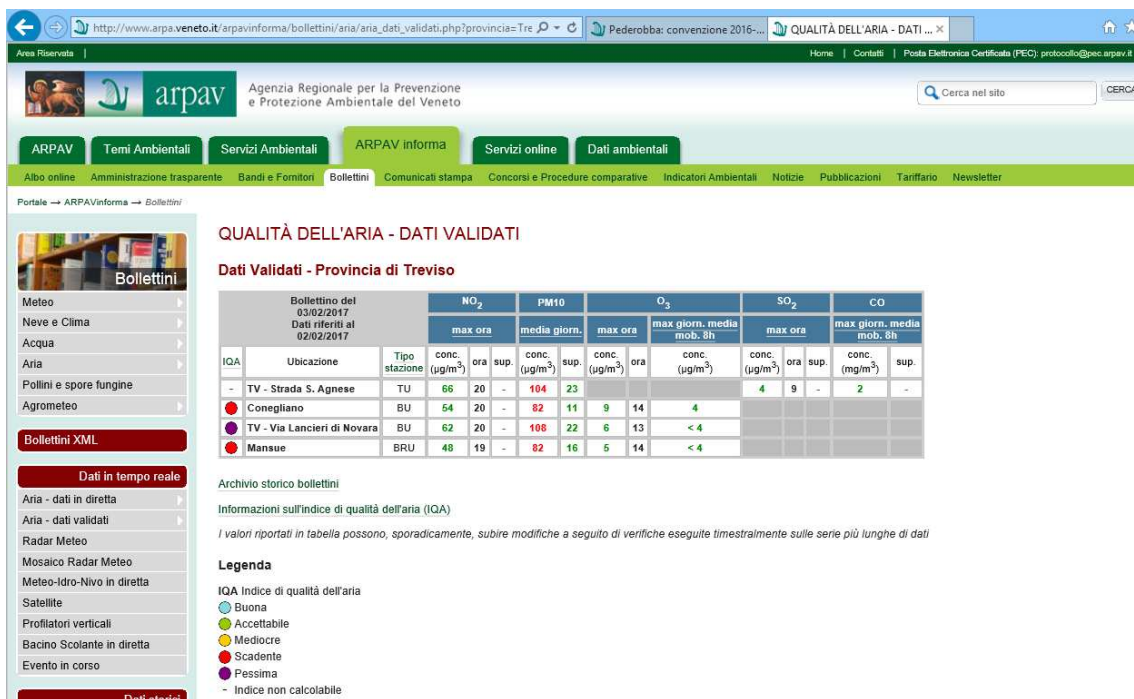 http://www.arpa.veneto.it/arpavinforma/bollettini/aria/aria_dati_validati.php?provincia=Tre
Pederobba: convenzione 2016-...
QUALITÀ DELL'ARIA - DATI ...
Area Riservata |
Home | Contatti | Posta Elettronica Certificata (PEC): protocollo@pec.arpav.it
arpav
Agenzia Regionale per la Prevenzione
e Protezione Ambientale del Veneto
Cerca nel sito
CERCA
ARPAV Temi Ambientali Servizi Ambientali ARPAV informa Servizi online Dati ambientali
Albo online Amministrazione trasparente Bandi e Fornitori Bollettini Comunicati stampa Concorsi e Procedure comparative Indicatori Ambientali Notizie Pubblicazioni Tariffario Newsletter
Portale → ARPAVinforma → Bollettini
Bollettini
Meteo
Neve e Clima
Acqua
Aria
Pollini e spore fungine
Agrometeo
Bollettini XML
Dati in tempo reale
Aria - dati in diretta
Aria - dati validati
Radar Meteo
Mosaico Radar Meteo
Meteo-Idro-Nivo in diretta
Satellite
Profilatori verticali
Bacino Scolante in diretta
Evento in corso
Dati storici
QUALITÀ DELL'ARIA - DATI VALIDATI
Dati Validati - Provincia di Treviso
Bollettino del
03/02/2017
Dati riferiti al
02/02/2017
NO2 PM10 O3 SO2 CO
max ora media giorn. max ora max giorn. media mob. 8h max ora max giorn. media mob. 8h
IQA Ubicazione Tipo stazione conc. (µg/m3) ora sup. conc. (µg/m3) sup. conc. (µg/m3) ora conc. (µg/m3) conc. (µg/m3) ora sup. conc. (mg/m3) sup.
- TV - Strada S. Agnese TU 66 20 - 104 23 4 9 - 2 -
Conegliano BU 54 20 - 82 11 9 14 4
TV - Via Lancieri di Novara BU 62 20 - 108 22 6 13 < 4
Mansue BRU 48 19 - 82 16 5 14 < 4
Archivio storico bollettini
Informazioni sull'indice di qualità dell'aria (IQA)
I valori riportati in tabella possono, sporadicamente, subire modifiche a seguito di verifiche eseguite timestralmente sulle serie più lunghe di dati
Legenda
IQA Indice di qualità dell'aria
Buona
Accettabile
Mediocre
Scadente
Pessima
- Indice non calcolabile